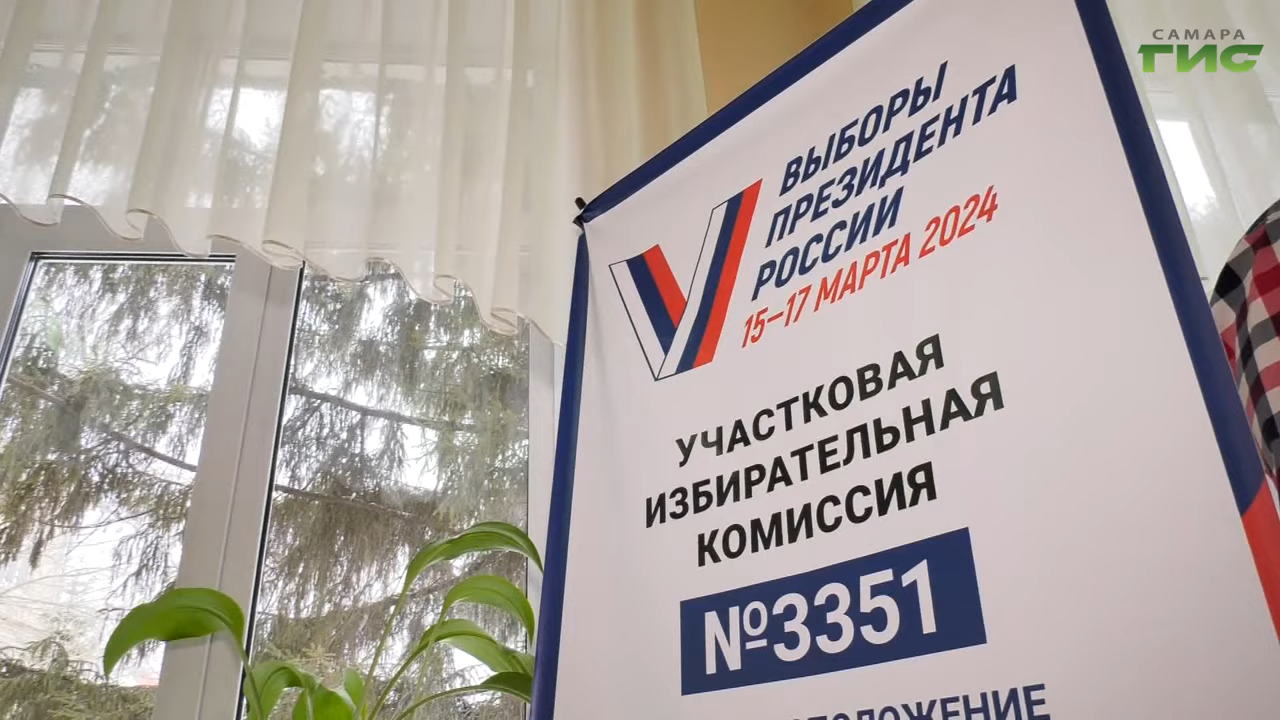 САМАРА
ГИС
ВЫБОРЫ
ПРЕЗИДЕНТА
РОССИИ
15–17 МАРТА 2024
УЧАСТКОВАЯ
ИЗБИРАТЕЛЬНАЯ
КОМИССИЯ
№3351